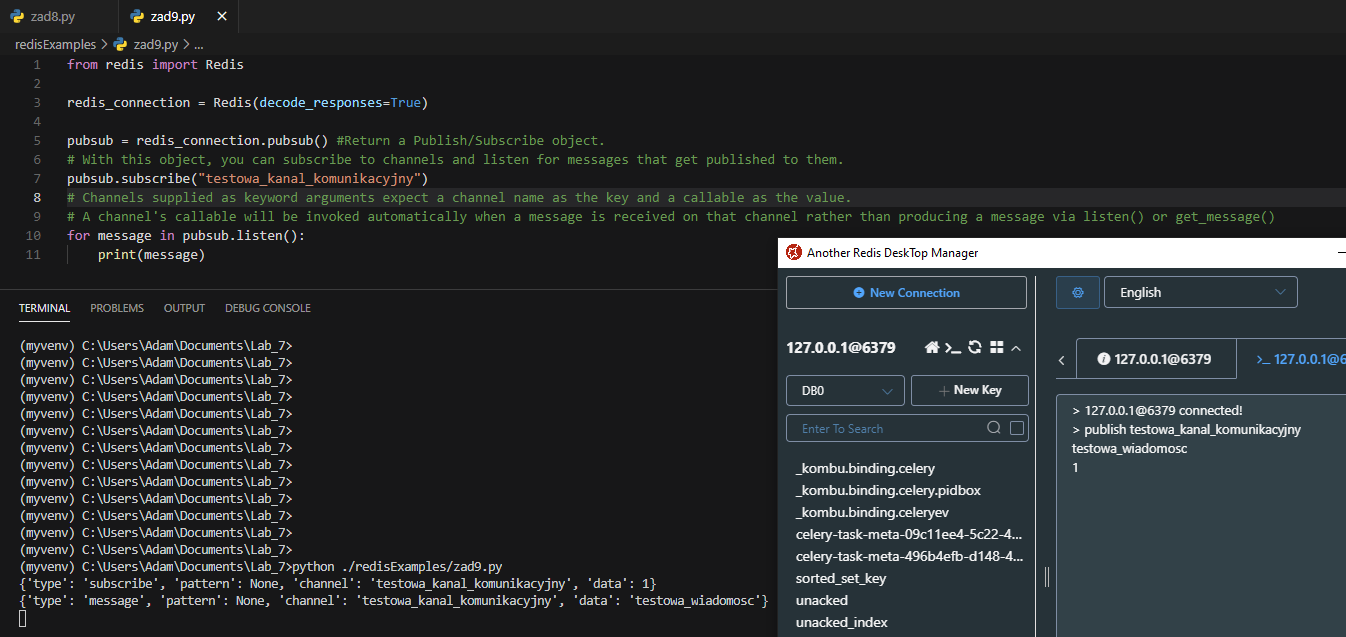 zad8.py
zad9.py
redisExamples > zad9.py > ...
1 from redis import Redis
2
3 redis_connection = Redis(decode_responses=True)
4
5 pubsub = redis_connection.pubsub() #Return a Publish/Subscribe object.
6 # With this object, you can subscribe to channels and listen for messages that get published to them.
7 pubsub.subscribe("testowa_kanal_komunikacyjny")
8 # Channels supplied as keyword arguments expect a channel name as the key and a callable as the value.
9 # A channel's callable will be invoked automatically when a message is received on that channel rather than producing a message via listen() or get_message()
10 for message in pubsub.listen():
11 print(message)
TERMINAL PROBLEMS OUTPUT DEBUG CONSOLE
(myvenv) C:\Users\Adam\Documents\Lab_7>
(myvenv) C:\Users\Adam\Documents\Lab_7>
(myvenv) C:\Users\Adam\Documents\Lab_7>
(myvenv) C:\Users\Adam\Documents\Lab_7>
(myvenv) C:\Users\Adam\Documents\Lab_7>
(myvenv) C:\Users\Adam\Documents\Lab_7>
(myvenv) C:\Users\Adam\Documents\Lab_7>
(myvenv) C:\Users\Adam\Documents\Lab_7>
(myvenv) C:\Users\Adam\Documents\Lab_7>
(myvenv) C:\Users\Adam\Documents\Lab_7>
(myvenv) C:\Users\Adam\Documents\Lab_7>
(myvenv) C:\Users\Adam\Documents\Lab_7>
(myvenv) C:\Users\Adam\Documents\Lab_7>
(myvenv) C:\Users\Adam\Documents\Lab_7>python ./redisExamples/zad9.py
{'type': 'subscribe', 'pattern': None, 'channel': 'testowa_kanal_komunikacyjny', 'data': 1}
{'type': 'message', 'pattern': None, 'channel': 'testowa_kanal_komunikacyjny', 'data': 'testowa_wiadomosc'}
Another Redis DeskTop Manager
New Connection
127.0.0.1@6379
DB0
New Key
Enter To Search
_kombu.binding.celery
_kombu.binding.celery.pidbox
_kombu.binding.celeryev
celery-task-meta-09c11ee4-5c22-4...
celery-task-meta-496b4efb-d148-4...
sorted_set_key
unacked
unacked_index
English
127.0.0.1@6379
>_ 127.0.0.1@6
> 127.0.0.1@6379 connected!
> publish testowa_kanal_komunikacyjny
testowa_wiadomosc
1